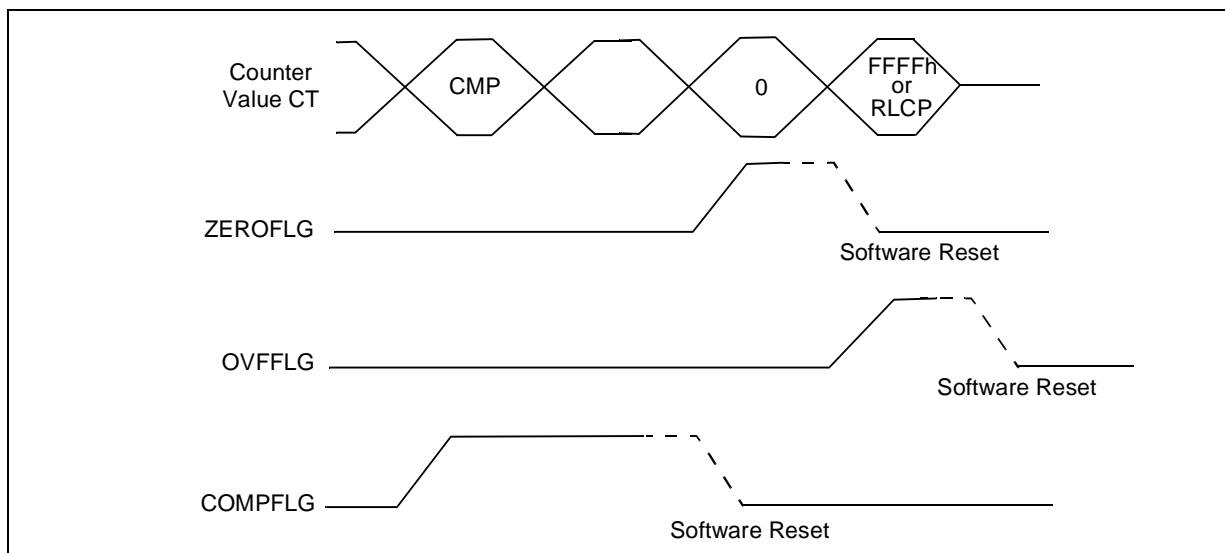 Counter
Value CT
CMP
0
FFFFh
or
RLCP
ZEROFLG
Software Reset
OVFFLG
Software Reset
COMPFLG
Software Reset